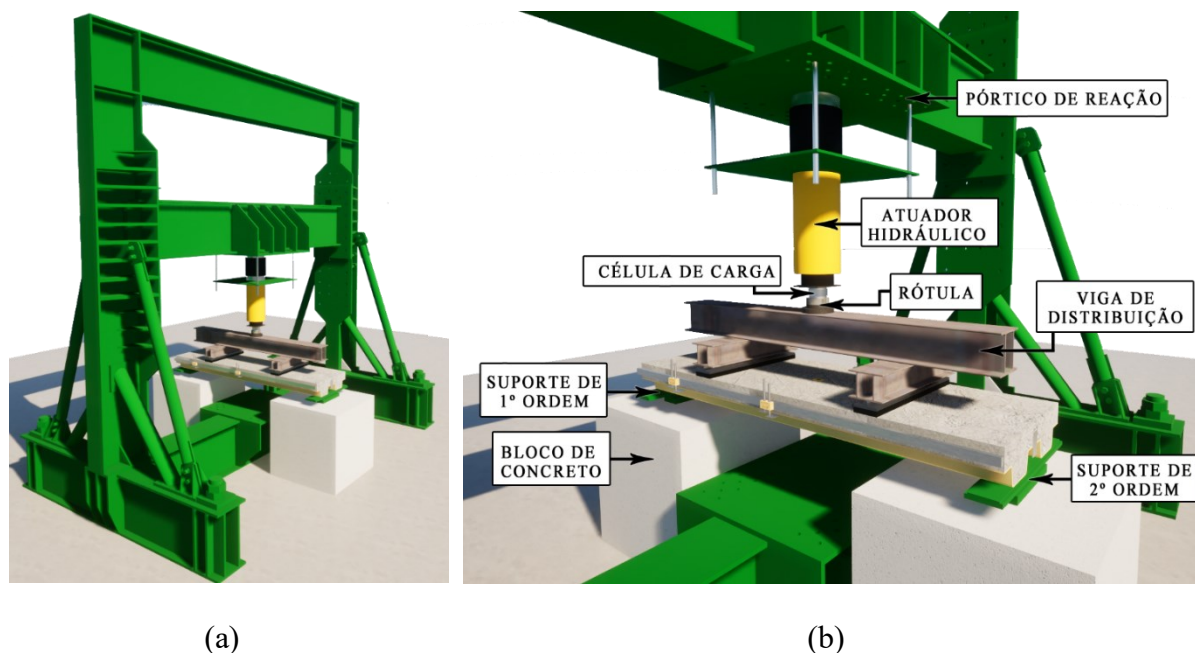 PÓRTICO DE REAÇÃO
ATUADOR
HIDRÁULICO
CÉLULA DE CARGA
RÓTULA
VIGA DE
DISTRIBUIÇÃO
SUPORTE DE
1º ORDEM
BLOCO DE
CONCRETO
SUPORTE DE
2º ORDEM
(a)
(b)